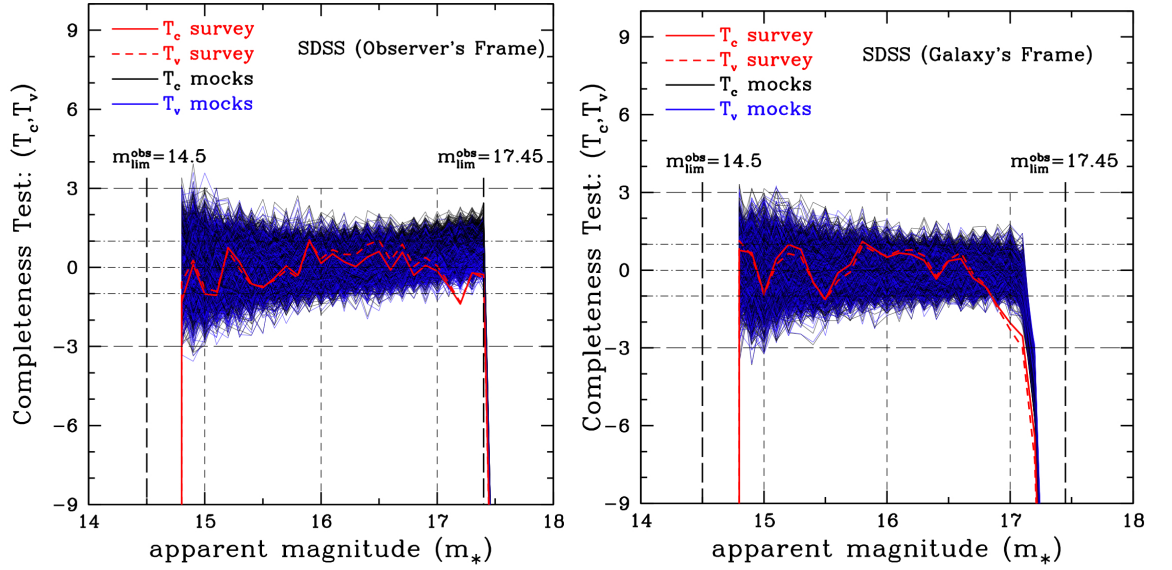 T_c survey
T_v survey
T_c mocks
T_v mocks
SDSS (Observer's Frame)
m_lim^obs=14.5
m_lim^obs=17.45
Completeness Test: (T_c,T_v)
9
6
3
1
0
−1
−3
−6
−9
14
15
16
17
18
apparent magnitude (m_*)
T_c survey
T_v survey
T_c mocks
T_v mocks
SDSS (Galaxy's Frame)
m_lim^obs=14.5
m_lim^obs=17.45
Completeness Test: (T_c,T_v)
9
6
3
1
0
−1
−3
−6
−9
14
15
16
17
18
apparent magnitude (m_*)